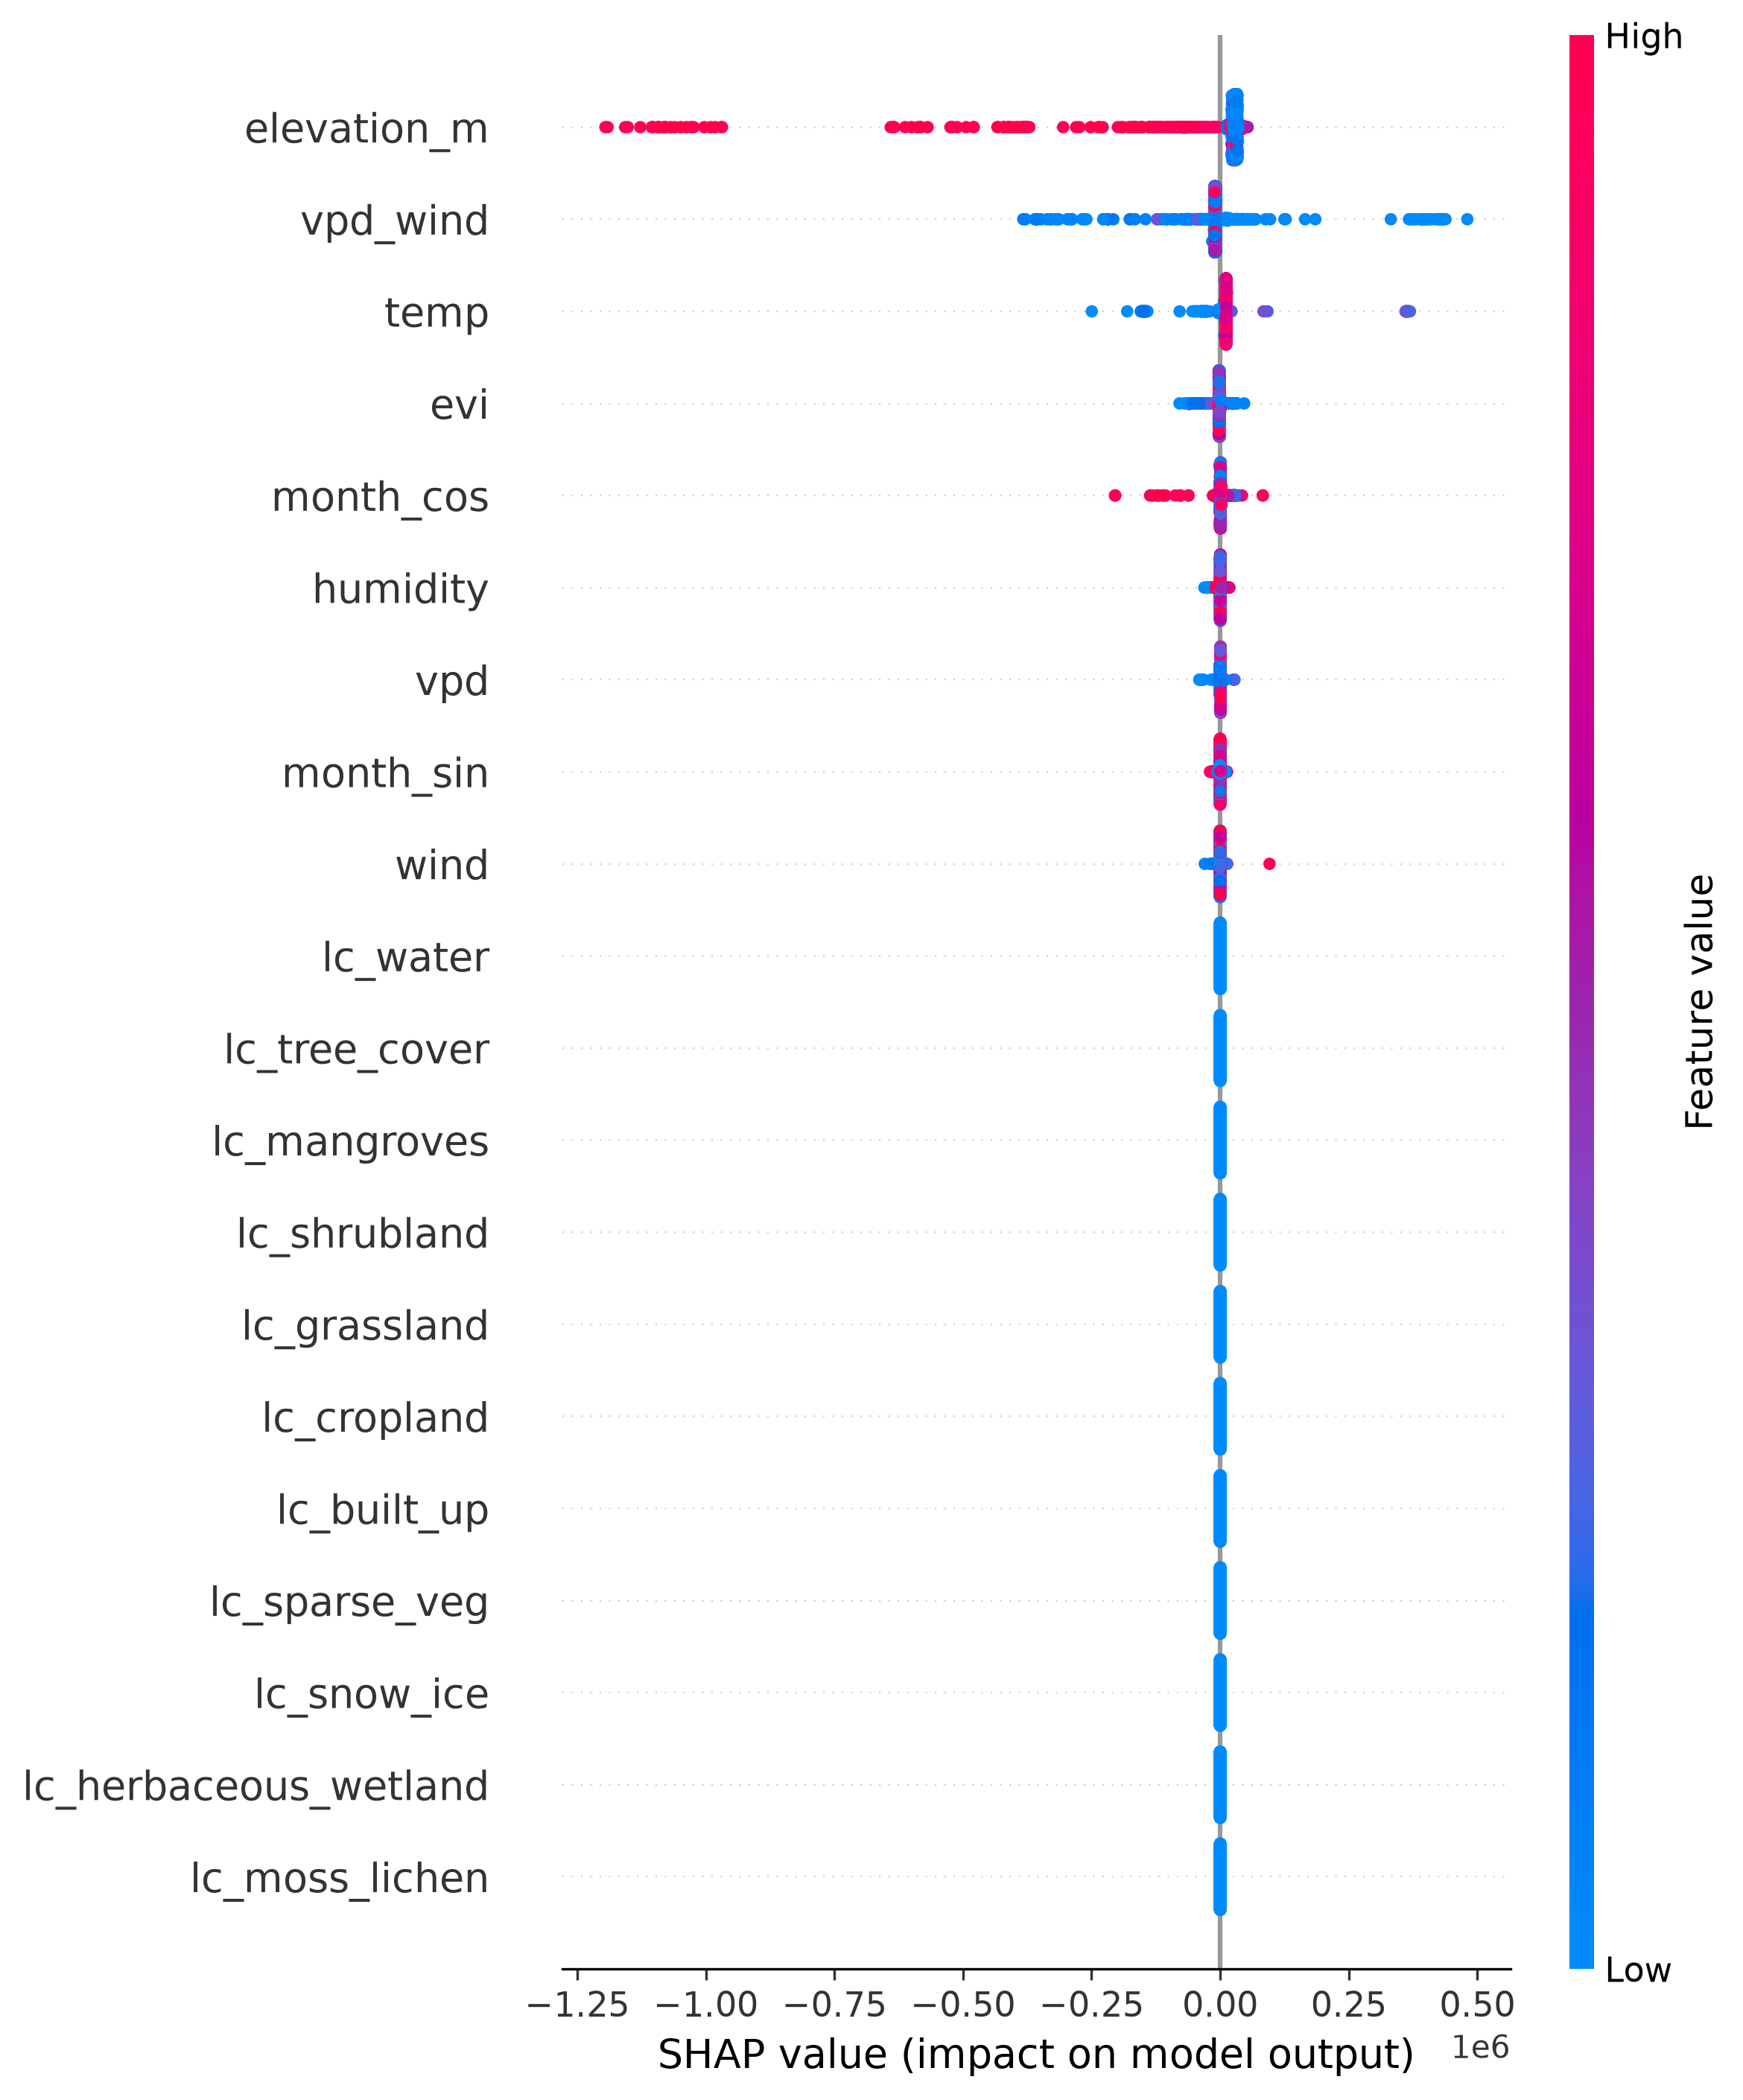 High
elevation_m
vpd_wind
temp
evi
month_cos
humidity
vpd
month_sin
wind
lc_water
lc_tree_cover
lc_mangroves
lc_shrubland
lc_grassland
lc_cropland
lc_built_up
lc_sparse_veg
lc_snow_ice
lc_herbaceous_wetland
lc_moss_lichen
Feature value
Low
−1.25 −1.00 −0.75 −0.50 −0.25 0.00 0.25 0.50
SHAP value (impact on model output) 1e6